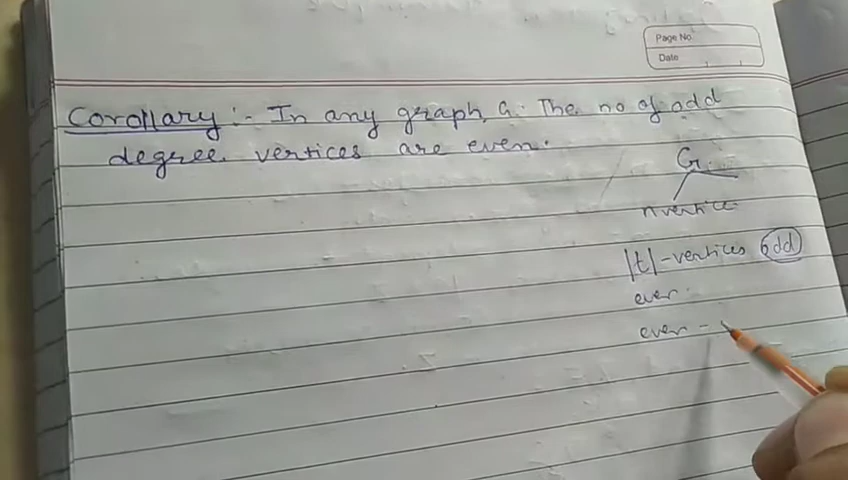 Page No.
Date
Corollary :- In any graph G. The no of odd
degree vertices are even.
G
n vertice
|t| - vertices odd
even.
even -